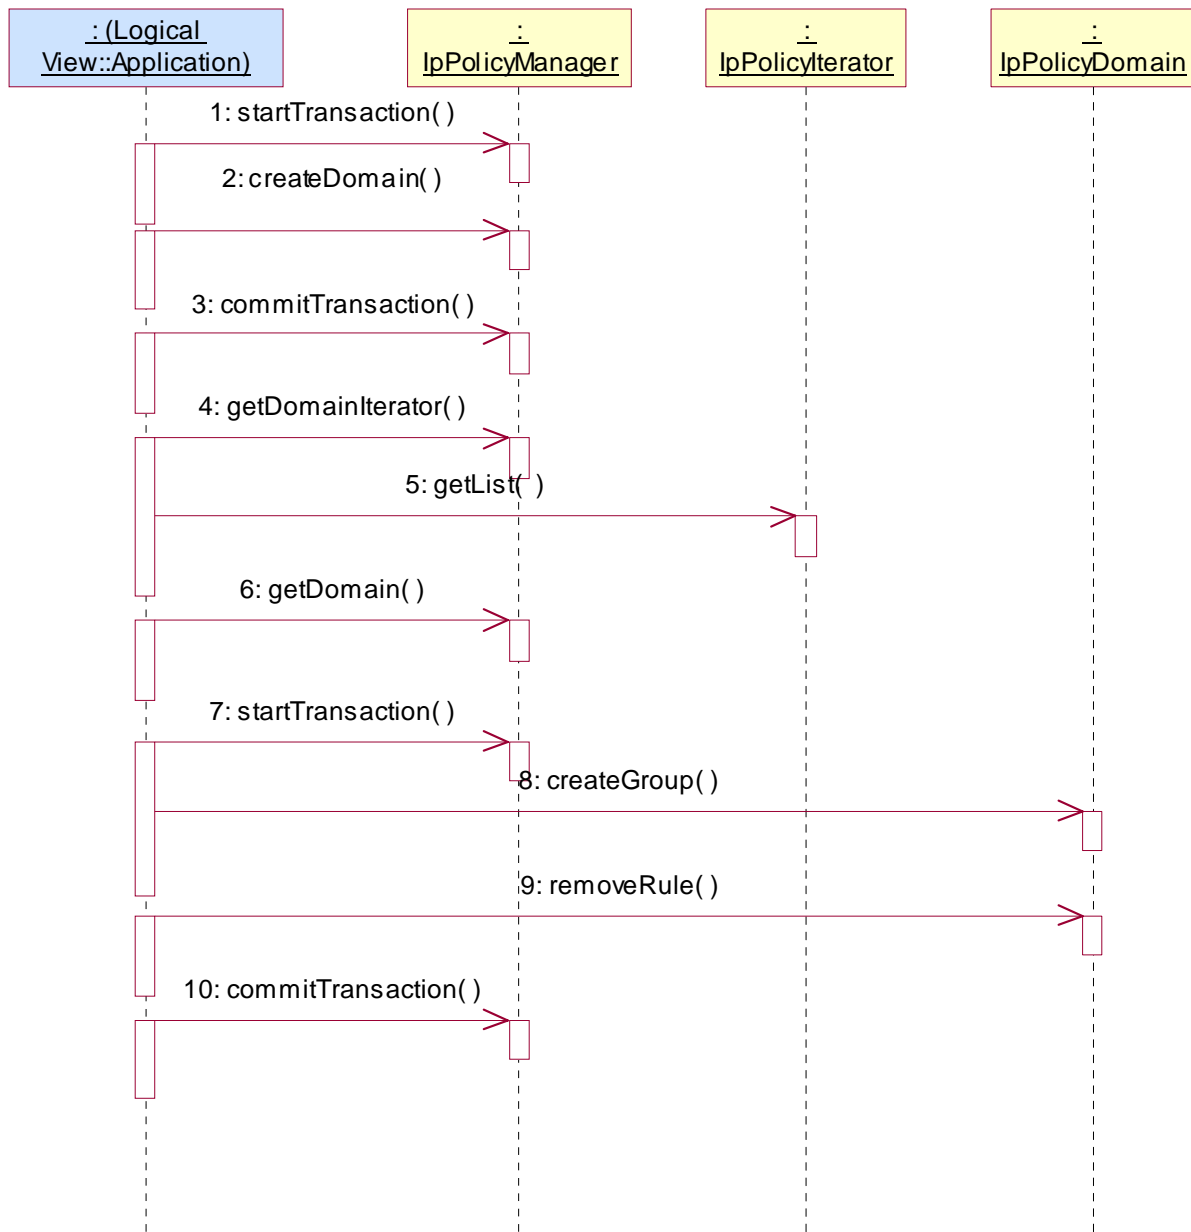 : (Logical
View::Application)
:
IpPolicyManager
:
IpPolicyIterator
:
IpPolicyDomain
1: startTransaction( )
2: createDomain( )
3: commitTransaction( )
4: getDomainIterator( )
5: getList( )
6: getDomain( )
7: startTransaction( )
8: createGroup( )
9: removeRule( )
10: commitTransaction( )